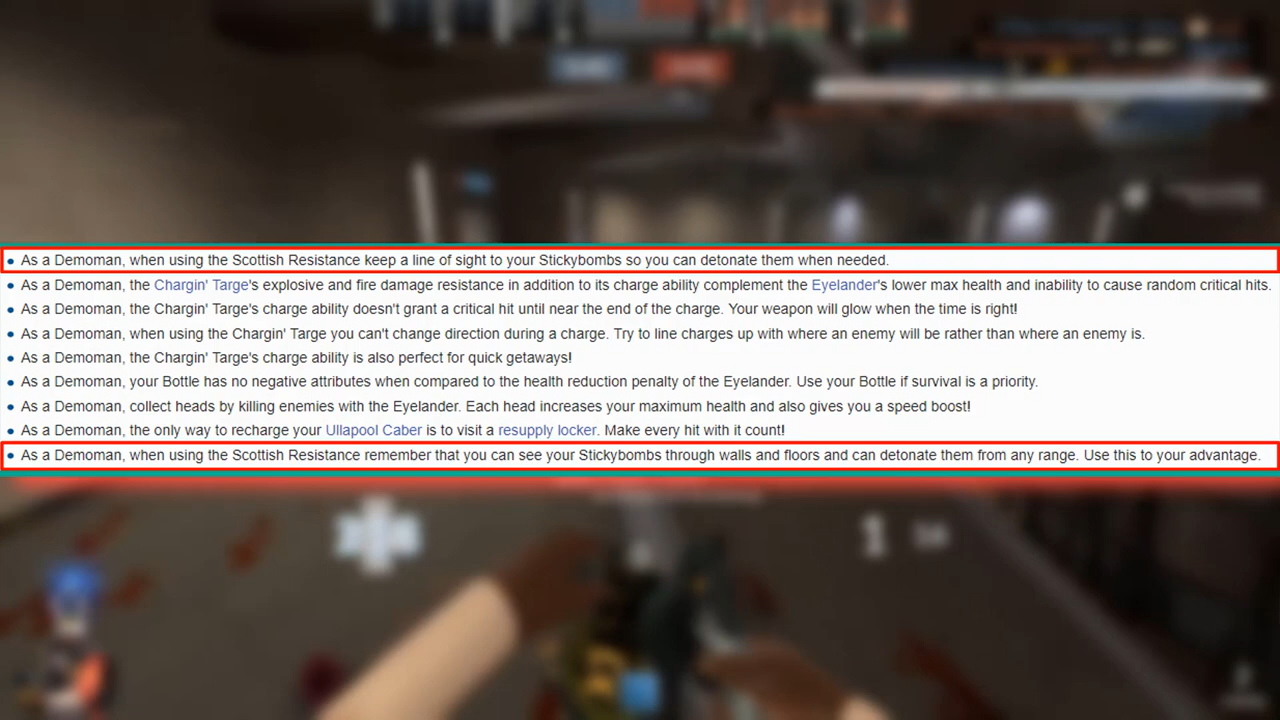 As a Demoman, when using the Scottish Resistance keep a line of sight to your Stickybombs so you can detonate them when needed.
As a Demoman, the Chargin' Targe's explosive and fire damage resistance in addition to its charge ability complement the Eyelander's lower max health and inability to cause random critical hits.
As a Demoman, the Chargin' Targe's charge ability doesn't grant a critical hit until near the end of the charge. Your weapon will glow when the time is right!
As a Demoman, when using the Chargin' Targe you can't change direction during a charge. Try to line charges up with where an enemy will be rather than where an enemy is.
As a Demoman, the Chargin' Targe's charge ability is also perfect for quick getaways!
As a Demoman, your Bottle has no negative attributes when compared to the health reduction penalty of the Eyelander. Use your Bottle if survival is a priority.
As a Demoman, collect heads by killing enemies with the Eyelander. Each head increases your maximum health and also gives you a speed boost!
As a Demoman, the only way to recharge your Ullapool Caber is to visit a resupply locker. Make every hit with it count!
As a Demoman, when using the Scottish Resistance remember that you can see your Stickybombs through walls and floors and can detonate them from any range. Use this to your advantage.